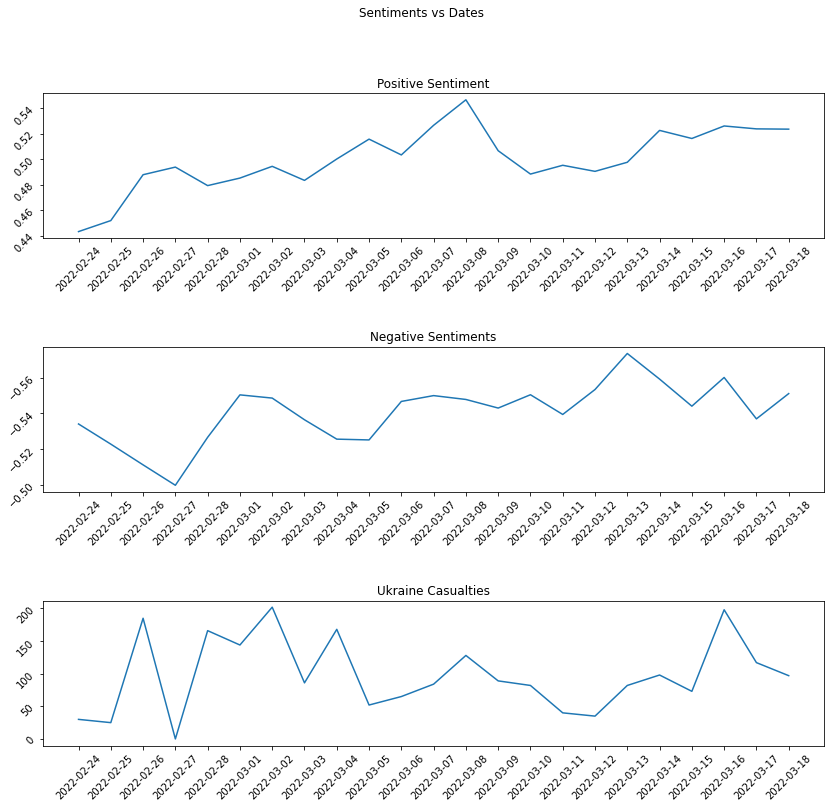 Sentiments vs Dates
Positive Sentiment
0.54
0.52
0.50
0.48
0.46
0.44
2022-02-24 2022-02-25 2022-02-26 2022-02-27 2022-02-28 2022-03-01 2022-03-02 2022-03-03 2022-03-04 2022-03-05 2022-03-06 2022-03-07 2022-03-08 2022-03-09 2022-03-10 2022-03-11 2022-03-12 2022-03-13 2022-03-14 2022-03-15 2022-03-16 2022-03-17 2022-03-18
Negative Sentiments
−0.56
−0.54
−0.52
−0.50
2022-02-24 2022-02-25 2022-02-26 2022-02-27 2022-02-28 2022-03-01 2022-03-02 2022-03-03 2022-03-04 2022-03-05 2022-03-06 2022-03-07 2022-03-08 2022-03-09 2022-03-10 2022-03-11 2022-03-12 2022-03-13 2022-03-14 2022-03-15 2022-03-16 2022-03-17 2022-03-18
Ukraine Casualties
200
150
100
50
0
2022-02-24 2022-02-25 2022-02-26 2022-02-27 2022-02-28 2022-03-01 2022-03-02 2022-03-03 2022-03-04 2022-03-05 2022-03-06 2022-03-07 2022-03-08 2022-03-09 2022-03-10 2022-03-11 2022-03-12 2022-03-13 2022-03-14 2022-03-15 2022-03-16 2022-03-17 2022-03-18